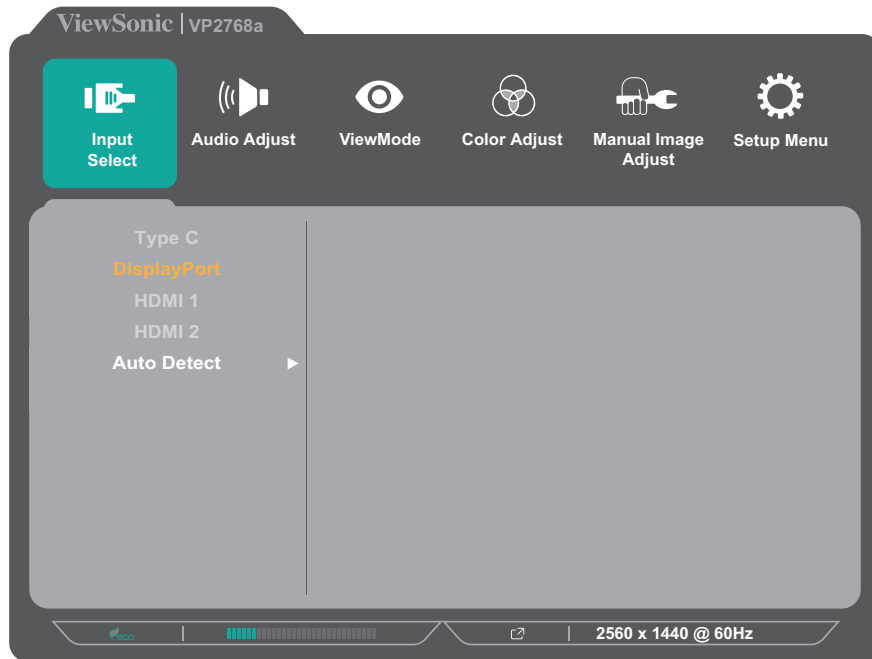 ViewSonic | VP2768a
Input Select
Audio Adjust
ViewMode
Color Adjust
Manual Image Adjust
Setup Menu
Type C
DisplayPort
HDMI 1
HDMI 2
Auto Detect
eco
2560 x 1440 @ 60Hz